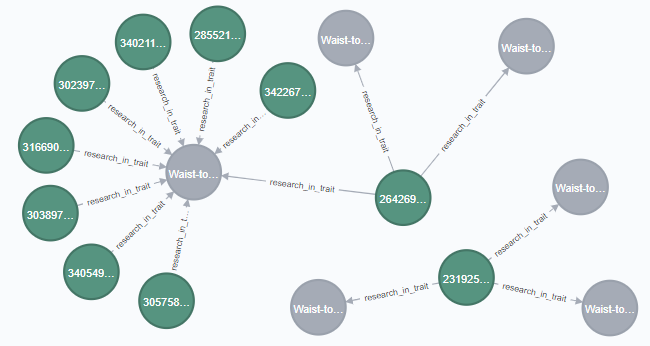 285521...
340211...
Waist-to...
Waist-to...
302397...
342267...
research_in_trait
research_in_trait
research_in_trait
research_in_...
research_in_trait
research_in_trait
316690...
research_in_trait
Waist-to...
research_in_trait
264269...
Waist-to...
303897...
research_in_trait
research_in_trait
research_in_t...
research_in_trait
340549...
305758...
231925...
research_in_trait
research_in_trait
Waist-to...
Waist-to...